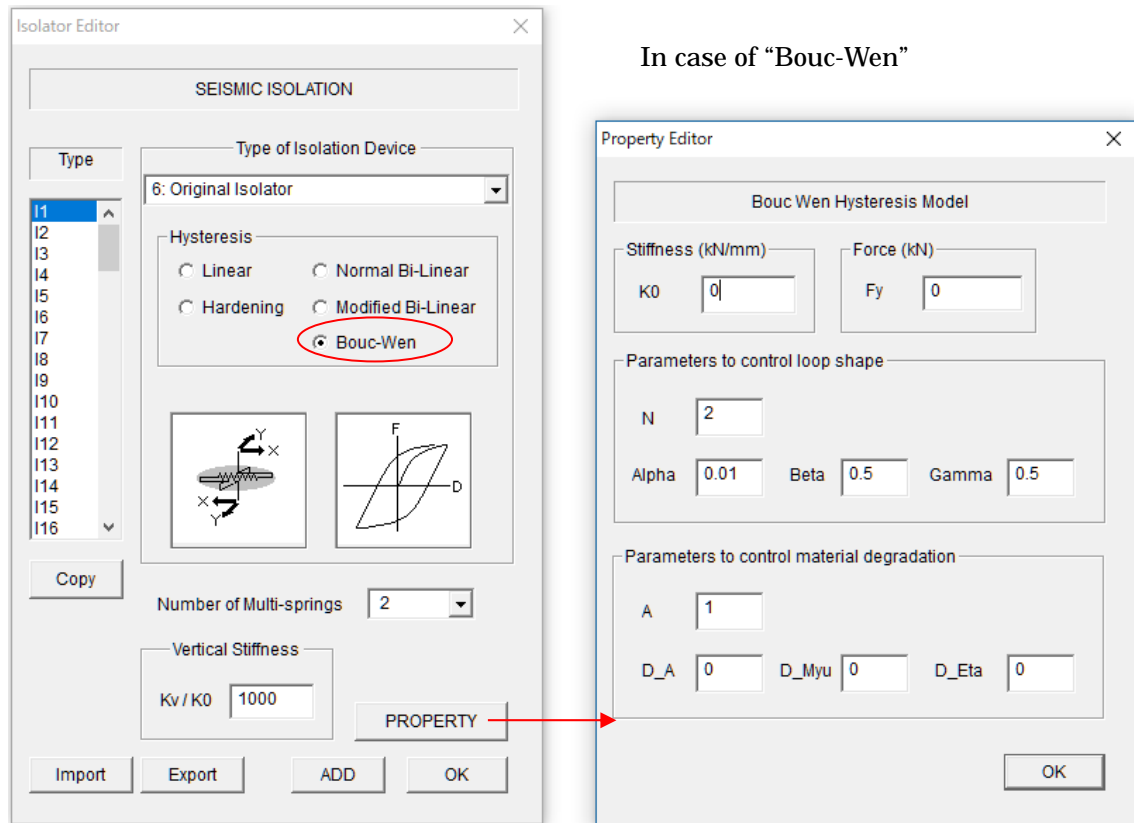 Isolator Editor
In case of “Bouc-Wen”
SEISMIC ISOLATION
Type
I1
I2
I3
I4
I5
I6
I7
I8
I9
I10
I11
I12
I13
I14
I15
I16
Copy
Type of Isolation Device
6: Original Isolator
Hysteresis
Linear
Normal Bi-Linear
Hardening
Modified Bi-Linear
Bouc-Wen
Y
X
X
Y
F
D
Number of Multi-springs 2
Vertical Stiffness
Kv / K0 1000
PROPERTY
Import Export ADD OK
Property Editor
Bouc Wen Hysteresis Model
Stiffness (kN/mm) Force (kN)
K0 0 Fy 0
Parameters to control loop shape
N 2
Alpha 0.01 Beta 0.5 Gamma 0.5
Parameters to control material degradation
A 1
D_A 0 D_Myu 0 D_Eta 0
OK